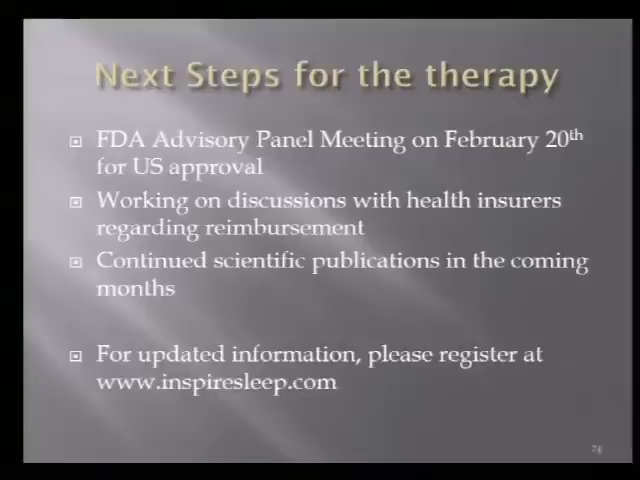 Next Steps for the therapy
FDA Advisory Panel Meeting on February 20th
for US approval
Working on discussions with health insurers
regarding reimbursement
Continued scientific publications in the coming
months
For updated information, please register at
www.inspiresleep.com
74